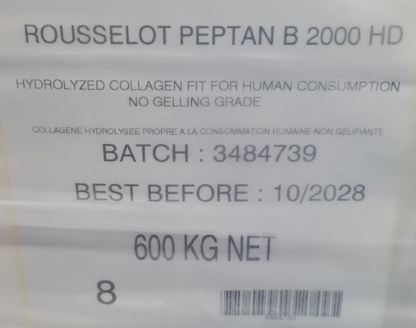 ROUSSELOT PEPTAN B 2000 HD
HYDROLYZED COLLAGEN FIT FOR HUMAN CONSUMPTION
NO GELLING GRADE
COLLAGENE HYDROLYSEE PROPRE A LA CONSOMMATION HUMAINE-NON GELIFIANTE
BATCH : 3484739
BEST BEFORE : 10/2028
600 KG NET
8
3484739